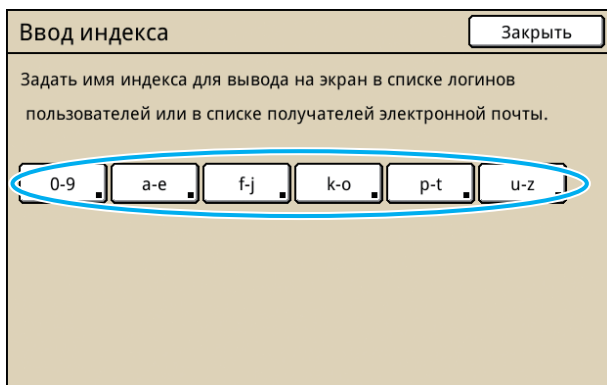 Ввод индекса
Закрыть
Задать имя индекса для вывода на экран в списке логинов
пользователей или в списке получателей электронной почты.
0-9 a-e f-j k-o p-t u-z